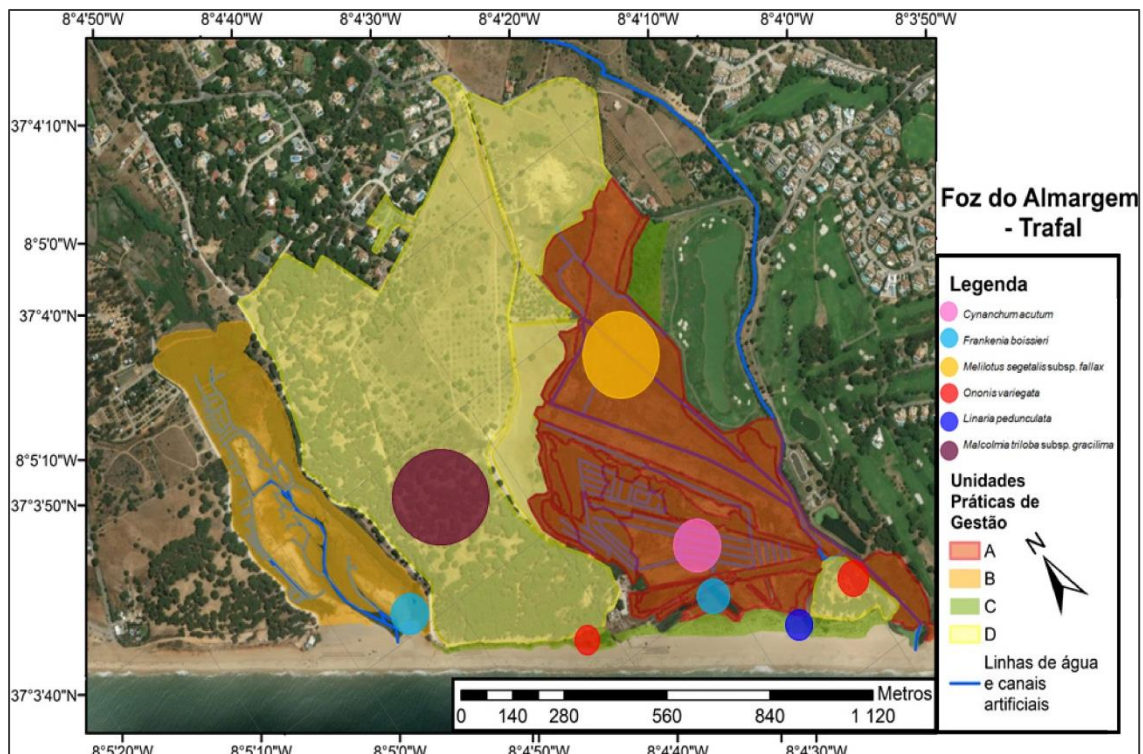 8°4'50"W 8°4'40"W 8°4'30"W 8°4'20"W 8°4'10"W 8°4'0"W 8°3'50"W
37°4'10"N
8°5'0"W
37°4'0"N
8°5'10"W
37°3'50"N
37°3'40"N
Foz do Almargem
- Trafal
Legenda
Cynanchum acutum
Frankenia boissieri
Melilotus segetalis subsp. fallax
Ononis variegata
Linaria pedunculata
Malcolmia triloba subsp. gracilima
Unidades
Práticas de
Gestão
A
B
C
D
Linhas de água
e canais
artificiais
N
Metros
0 140 280 560 840 1.120
8°5'20"W 8°5'10"W 8°5'0"W 8°4'50"W 8°4'40"W 8°4'30"W